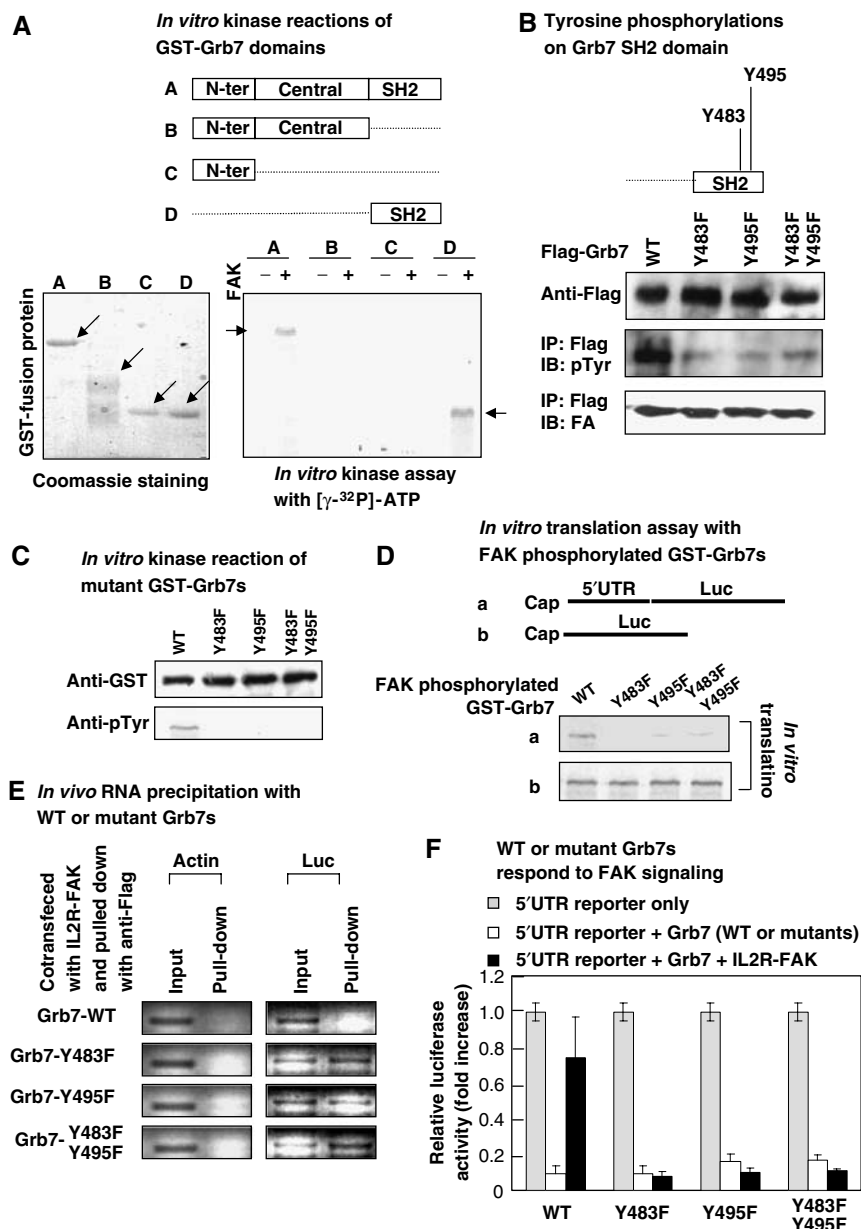 A
In vitro kinase reactions of
GST-Grb7 domains
A N-ter Central SH2
B N-ter Central
C N-ter
D SH2
A B C D
GST-fusion protein
Coomassie staining
FAK
A B C D
– + – + – + – +
In vitro kinase assay
with [γ-³²P]-ATP
B Tyrosine phosphorylations
on Grb7 SH2 domain
Y495
Y483
SH2
Flag-Grb7 WT Y483F Y495F Y483F Y495F
Anti-Flag
IP: Flag
IB: pTyr
IP: Flag
IB: FA
C In vitro kinase reaction of
mutant GST-Grb7s
WT Y483F Y495F Y483F Y495F
Anti-GST
Anti-pTyr
D In vitro translation assay with
FAK phosphorylated GST-Grb7s
5′UTR Luc
a Cap
Luc
b Cap
FAK phosphorylated
GST-Grb7
WT Y483F Y495F Y483F Y495F
a
b
In vitro
translatino
E In vivo RNA precipitation with
WT or mutant Grb7s
Cotransfeced
with IL2R-FAK
and pulled down
with anti-Flag
Actin Luc
Input Pull-down Input Pull-down
Grb7-WT
Grb7-Y483F
Grb7-Y495F
Grb7- Y483F
Y495F
F WT or mutant Grb7s
respond to FAK signaling
5′UTR reporter only
5′UTR reporter + Grb7 (WT or mutants)
5′UTR reporter + Grb7 + IL2R-FAK
Relative luciferase
activity (fold increase)
1.2
1.0
0.8
0.6
0.4
0.2
0
WT Y483F Y495F Y483F
Y495F